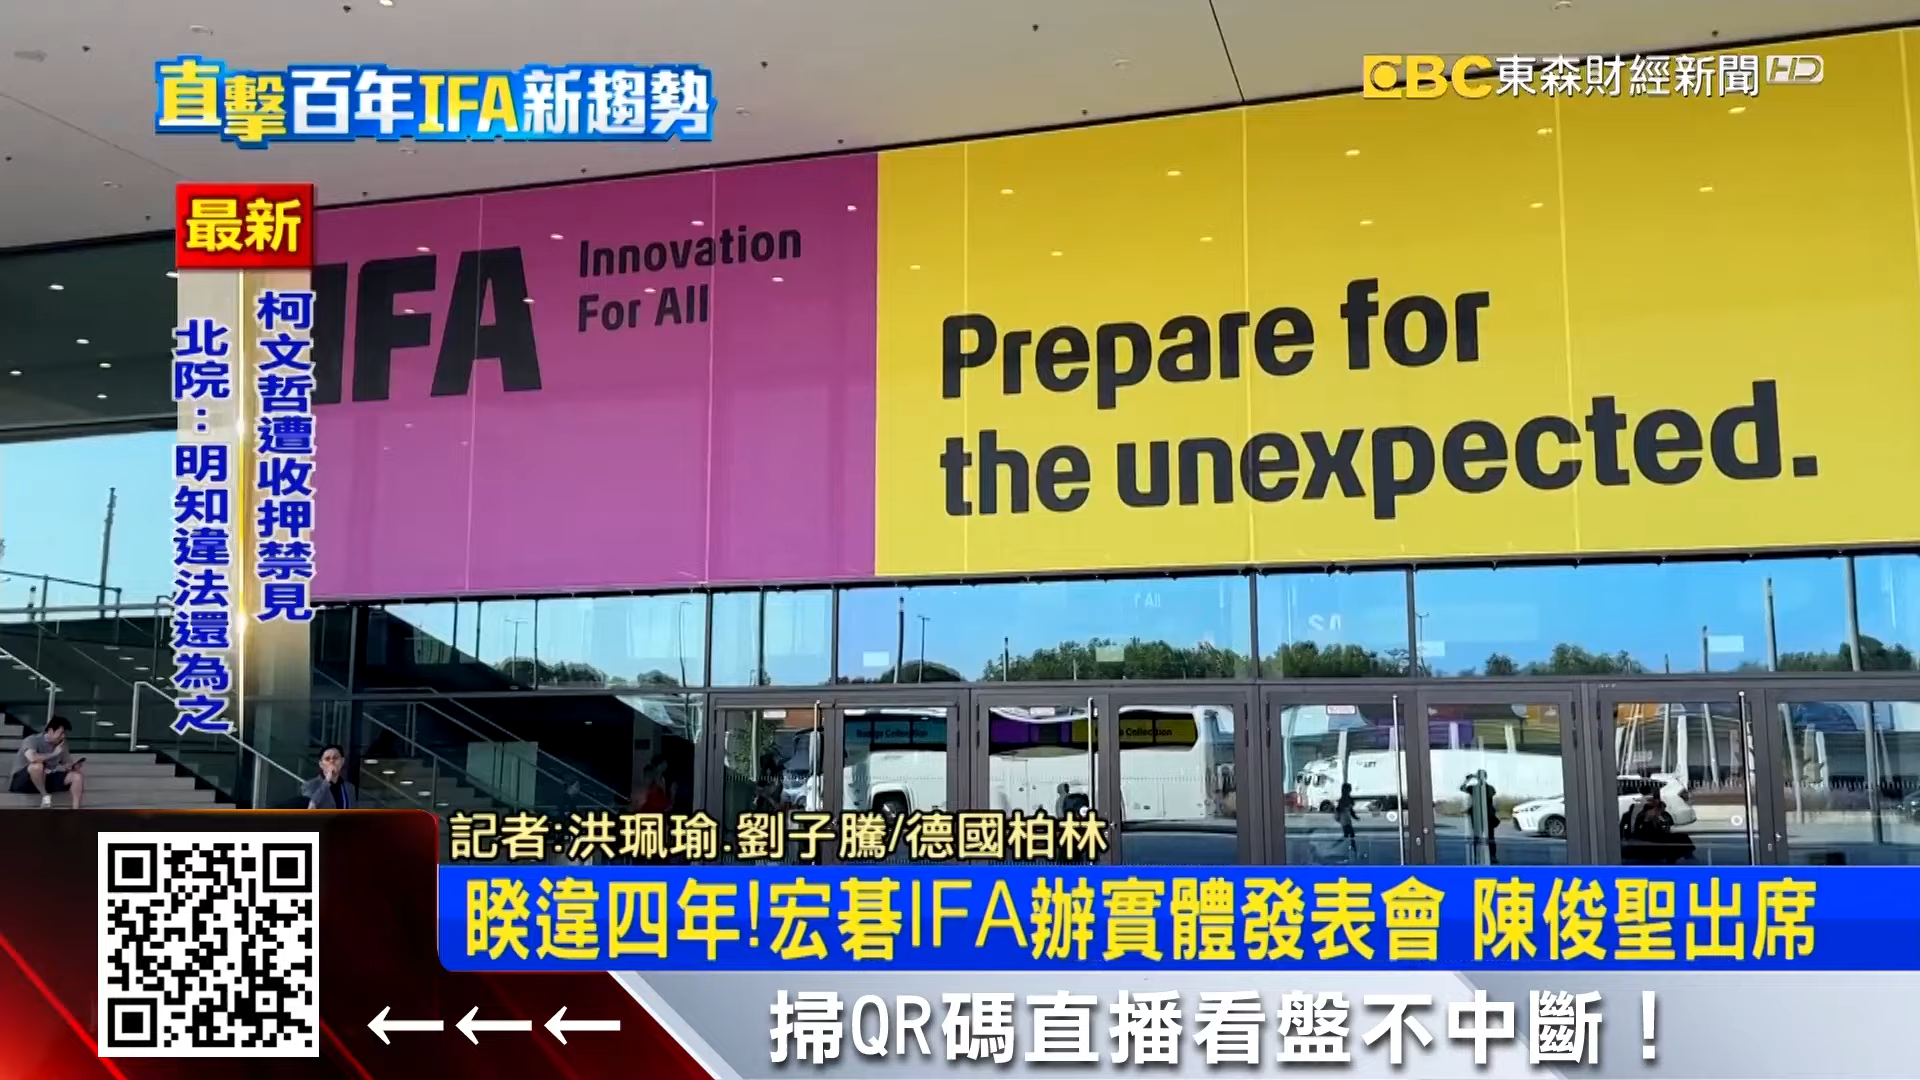 直擊百年IFA新趨勢
EBC東森財經新聞HD
最新
柯文哲遭收押禁見
北院:明知違法還為之
IFA
Innovation
For All
Prepare for
the unexpected.
記者:洪珮瑜.劉子騰/德國柏林
睽違四年!宏碁IFA辦實體發表會 陳俊聖出席
←←← 掃QR碼直播看盤不中斷!